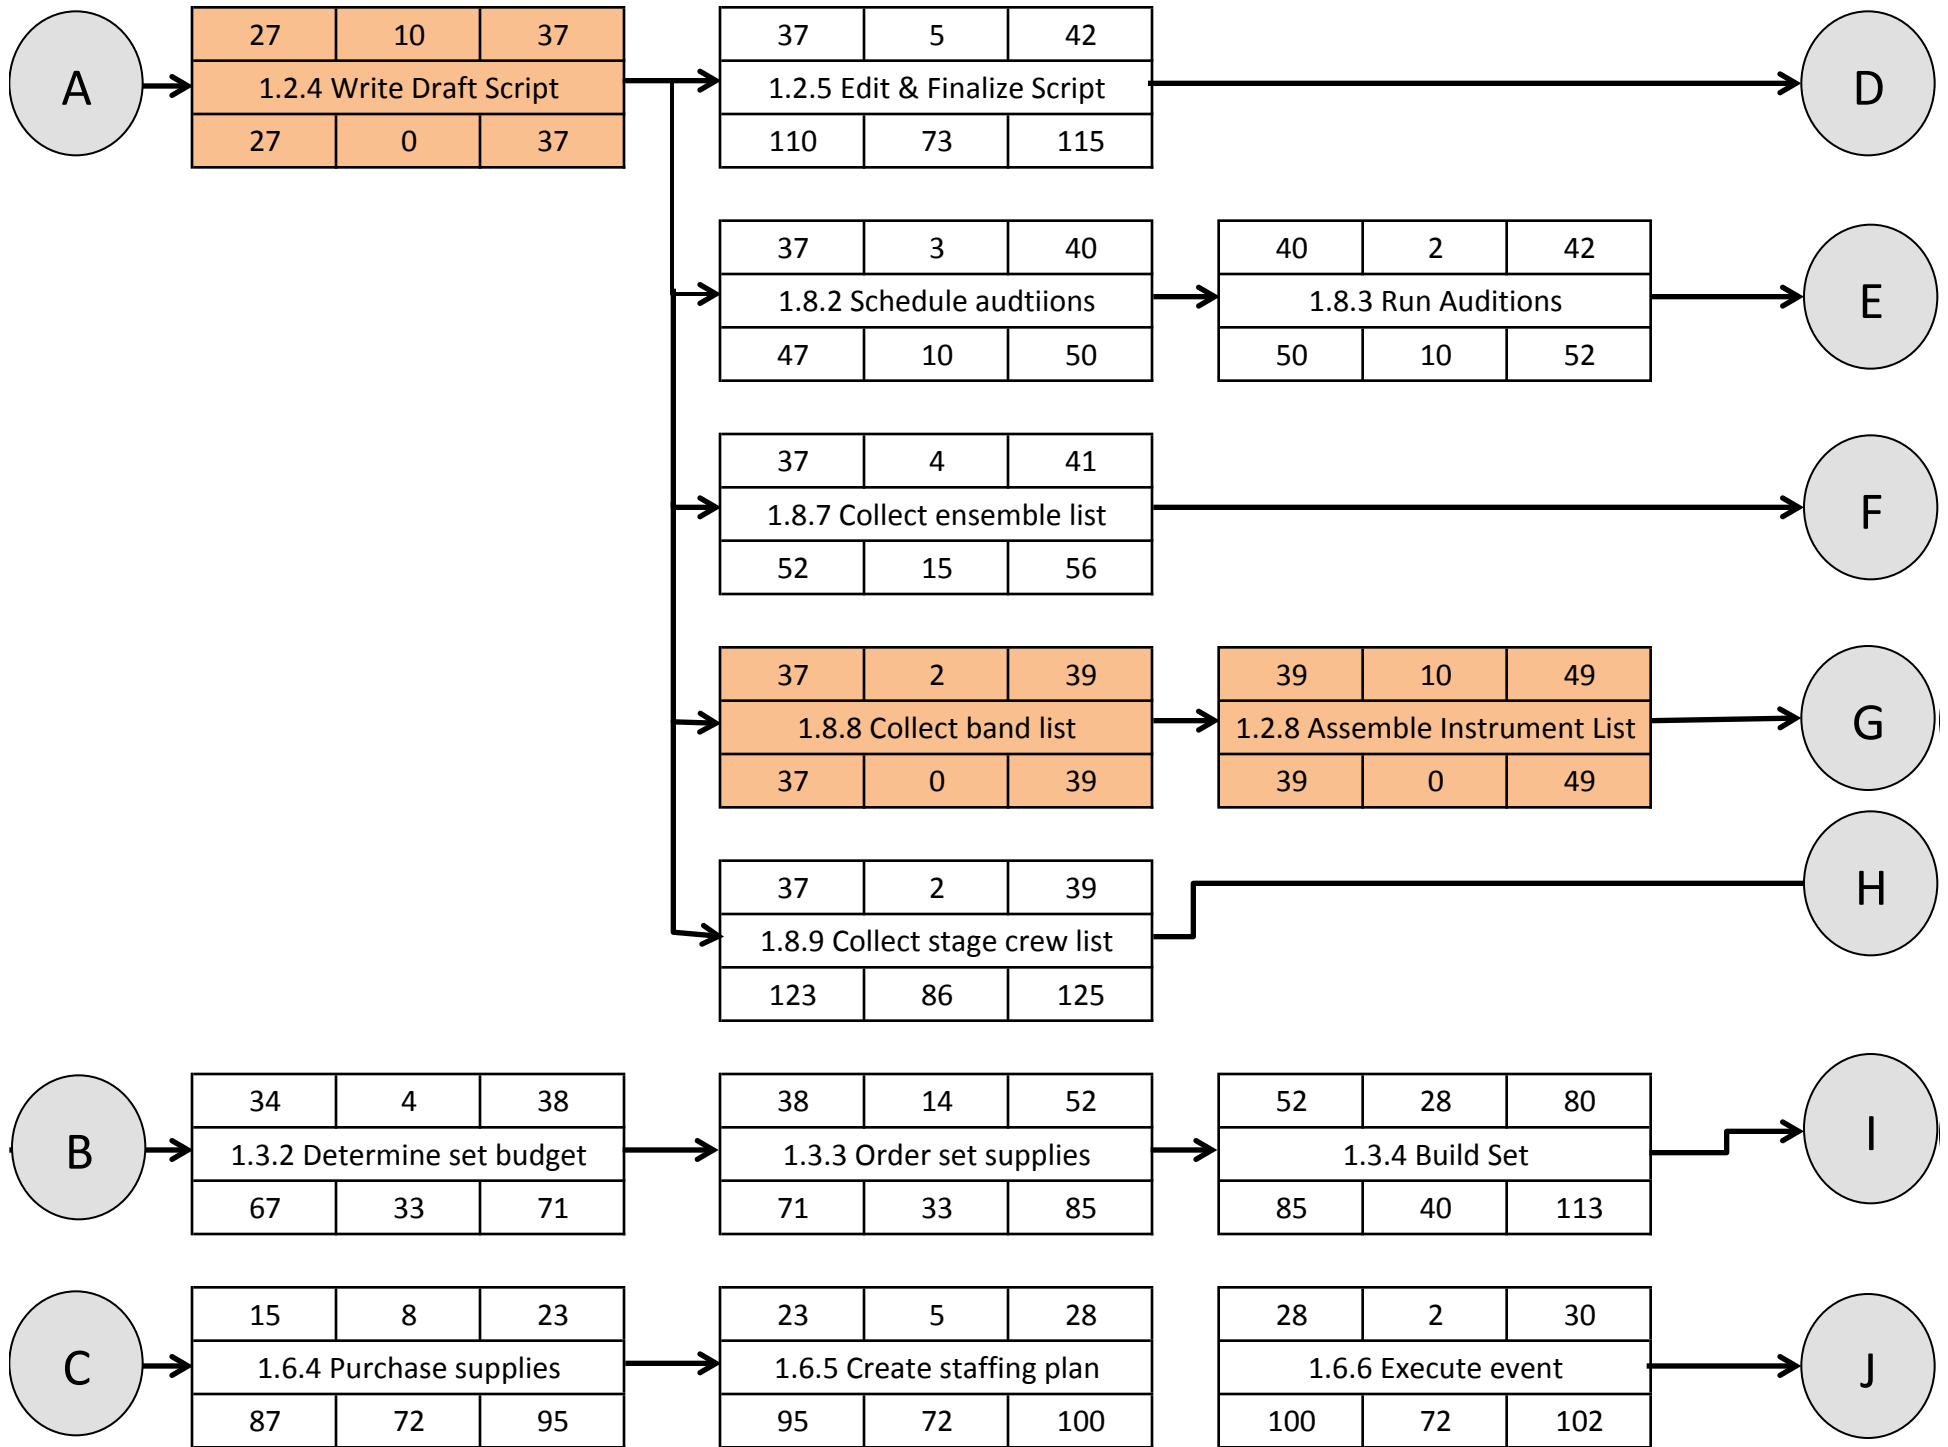 A
27 10 37
1.2.4 Write Draft Script
27 0 37
37 5 42
1.2.5 Edit & Finalize Script
110 73 115
D
37 3 40
1.8.2 Schedule audtiions
47 10 50
40 2 42
1.8.3 Run Auditions
50 10 52
E
37 4 41
1.8.7 Collect ensemble list
52 15 56
F
37 2 39
1.8.8 Collect band list
37 0 39
39 10 49
1.2.8 Assemble Instrument List
39 0 49
G
37 2 39
1.8.9 Collect stage crew list
123 86 125
H
B
34 4 38
1.3.2 Determine set budget
67 33 71
38 14 52
1.3.3 Order set supplies
71 33 85
52 28 80
1.3.4 Build Set
85 40 113
I
C
15 8 23
1.6.4 Purchase supplies
87 72 95
23 5 28
1.6.5 Create staffing plan
95 72 100
28 2 30
1.6.6 Execute event
100 72 102
J